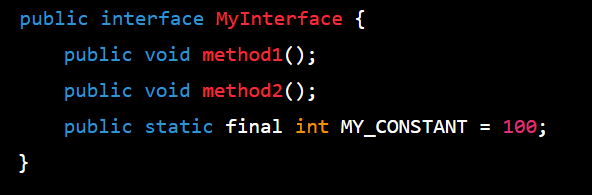 public interface MyInterface {
public void method1();
public void method2();
public static final int MY_CONSTANT = 100;
}